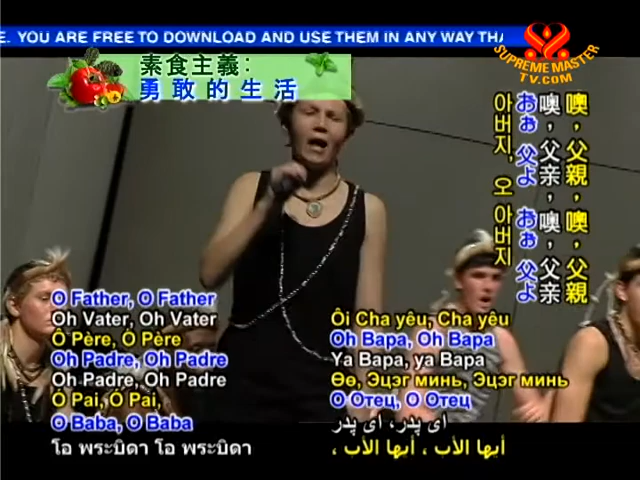 E. YOU ARE FREE TO DOWNLOAD AND USE THEM IN ANY WAY THA
SUPREME MASTER
TV.COM
素食主義:
勇敢的生活
噢，父親，噢，父親
噢，父亲，噢，父亲
おぉ 父よ おぉ 父よ
아버지, 오 아버지
O Father, O Father
Oh Vater, Oh Vater
Ô Père, Ô Père
Oh Padre, Oh Padre
Oh Padre, Oh Padre
Ó Pai, Ó Pai,
O Baba, O Baba
โอ พระบิดา โอ พระบิดา
Ôi Cha yêu, Cha yêu
Oh Bapa, Oh Bapa
Ya Bapa, ya Bapa
Өө, Эцэг минь, Эцэг минь
О Отец, О Отец
ای پدر، ای پدر
أيها الأب ، أيها الأب ،